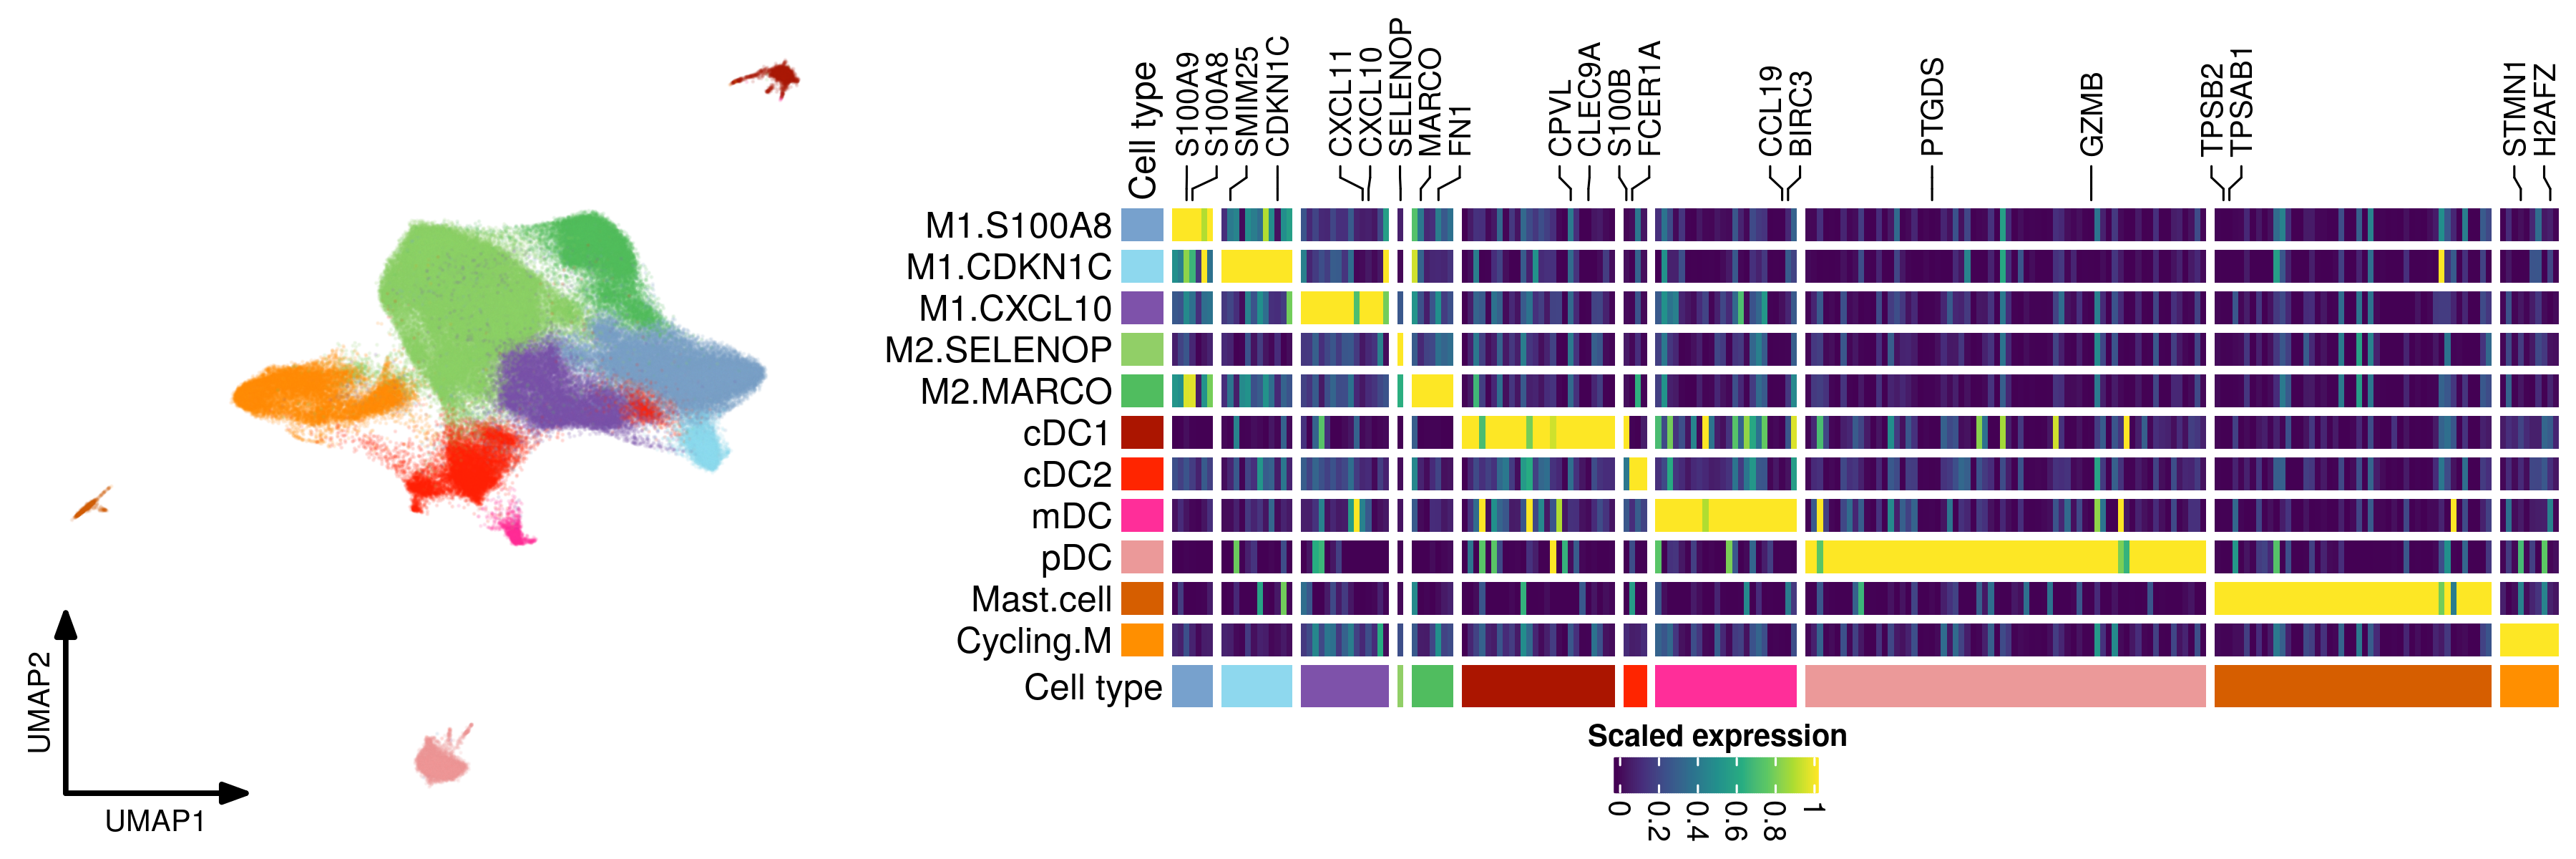 UMAP2
UMAP1
Cell type
S100A9
S100A8
SMIM25
CDKN1C
CXCL11
CXCL10
SELENOP
MARCO
FN1
CPVL
CLEC9A
S100B
FCER1A
CCL19
BIRC3
PTGDS
GZMB
TPSB2
TPSAB1
STMN1
H2AFZ
M1.S100A8
M1.CDKN1C
M1.CXCL10
M2.SELENOP
M2.MARCO
cDC1
cDC2
mDC
pDC
Mast.cell
Cycling.M
Cell type
Scaled expression
0
0.2
0.4
0.6
0.8
1